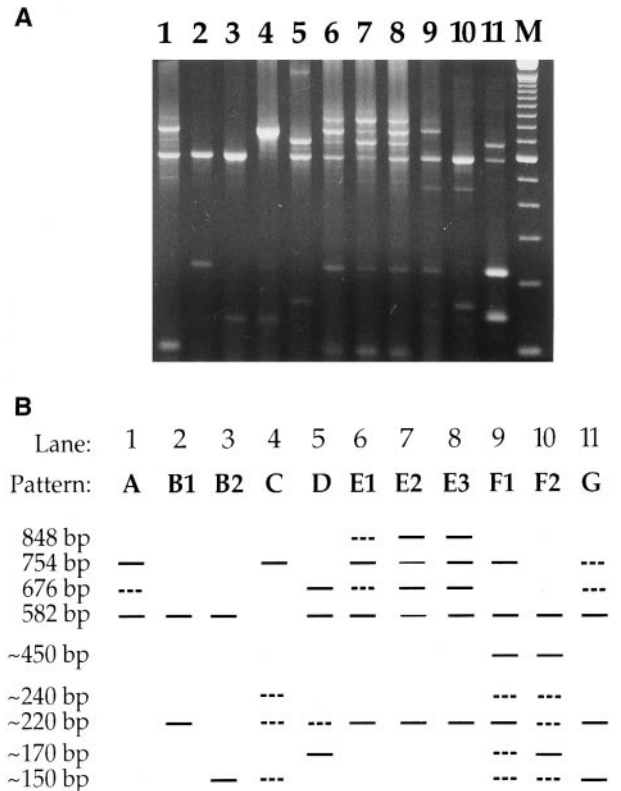 A
1 2 3 4 5 6 7 8 9 10 11 M
B
Lane: 1 2 3 4 5 6 7 8 9 10 11
Pattern: A B1 B2 C D E1 E2 E3 F1 F2 G
848 bp
754 bp
676 bp
582 bp
~450 bp
~240 bp
~220 bp
~170 bp
~150 bp